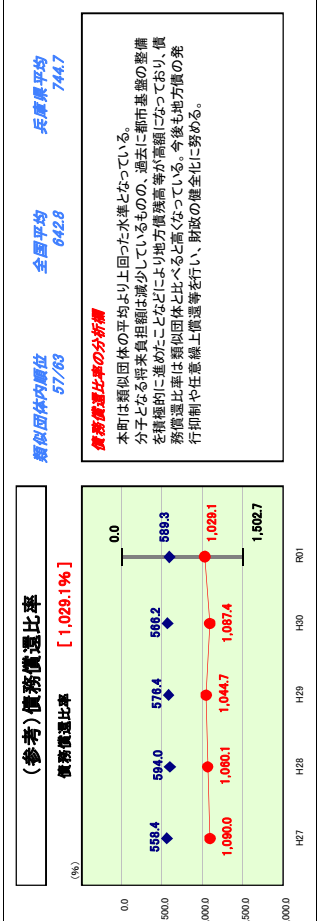 (参考)債務償還比率
債務償還比率 [ 1,029.1% ]
(%)
0.0
500.0
,000.0
,500.0
,000.0
558.4
594.0
576.4
566.2
589.3
0.0
1,090.0
1,060.1
1,044.7
1,087.4
1,029.1
1,502.7
H27
H28
H29
H30
R01
類似団体内順位
57/63
全国平均
642.8
兵庫県平均
744.7
債務償還比率の分析欄
本町は類似団体の平均より上回った水準となっている。
分子となる将来負担額は減少しているものの、過去に都市基盤の整備
を積極的に進めたことなどにより地方債残高等が高額になっており、債
務償還比率は類似団体と比べると高くなっている。今後も地方債の発
行抑制や任意繰上償還等を行い、財政の健全化に努める。